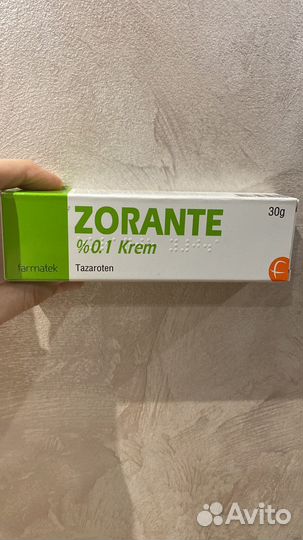 ZORANTE
30g
%0.1 Krem
farmatek
Tazaroten
Avito